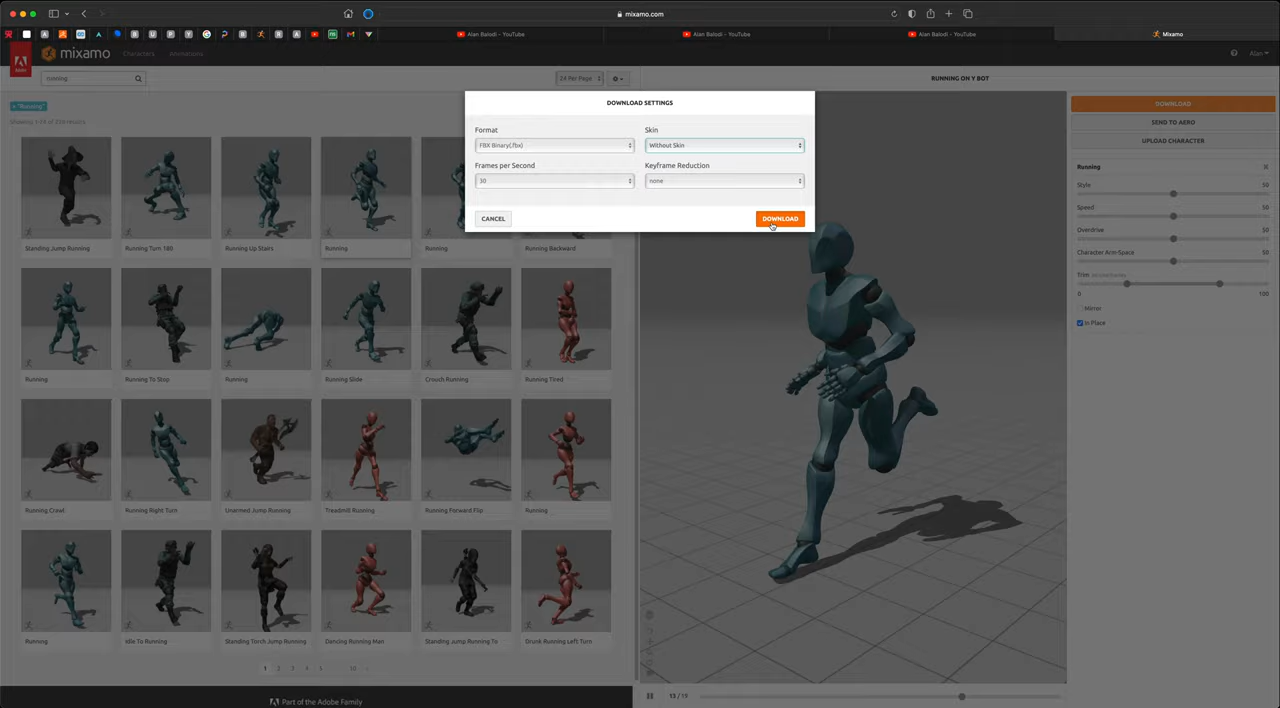 mixamo.com
Alan Balodi – YouTube
Alan Balodi – YouTube
Alan Balodi – YouTube
Mixamo
mixamo
Characters
Animations
Alan
running
24 Per Page
RUNNING ON Y BOT
"Running"
DOWNLOAD SETTINGS
Format
Skin
FBX Binary(.fbx)
Without Skin
Frames per Second
Keyframe Reduction
30
none
CANCEL
DOWNLOAD
DOWNLOAD
SEND TO AERO
UPLOAD CHARACTER
Running
Style
50
Speed
50
Overdrive
50
Character Arm-Space
50
Trim
0
100
Mirror
In Place
Standing Jump Running
Running Turn 180
Running Up Stairs
Running
Running
Running Backward
Running
Running To Stop
Running
Running Slide
Crouch Running
Running Tired
Running Crawl
Running Right Turn
Unarmed Jump Running
Treadmill Running
Running Forward Flip
Running
Running
Idle To Running
Standing Torch Jump Running
Dancing Running Man
Standing Jump Running To
Drunk Running Left Turn
1 2 3 4 5 10
13 / 19
Part of the Adobe Family